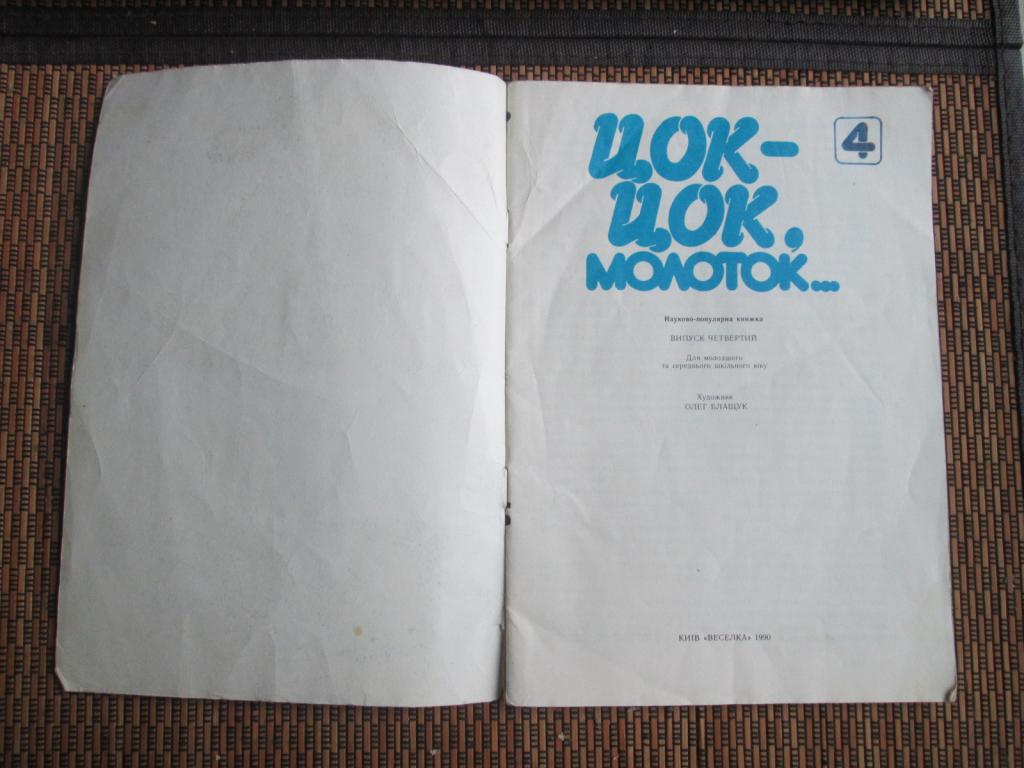 ЦОК-
ЦОК,
МОЛОТОК...
4
Науково-популярна книжка
ВИПУСК ЧЕТВЕРТИЙ
Для молодшого
та середнього шкільного віку
Художник
ОЛЕГ БЛАЩУК
КИЇВ «ВЕСЕЛКА» 1990